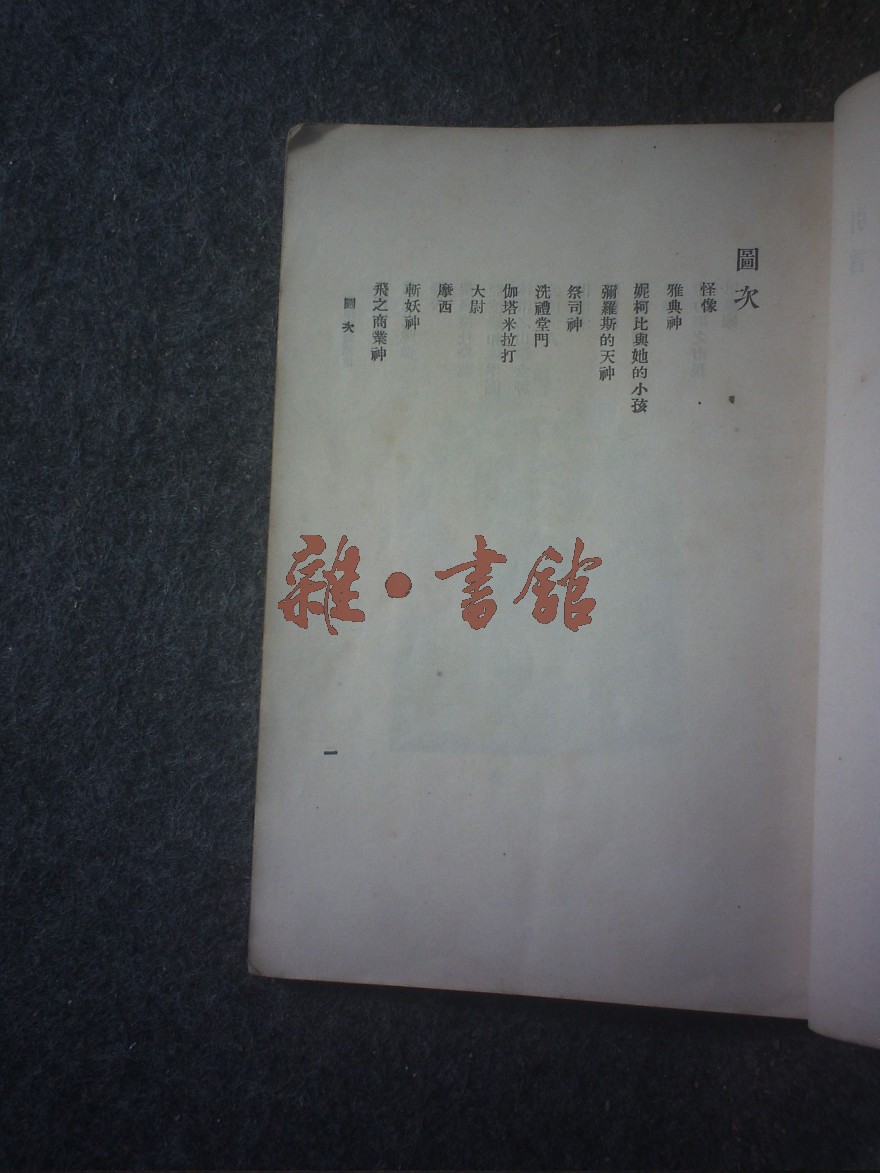 圖次
怪像
雅典神
妮柯比與她的小孩
彌羅斯的天神
祭司神
洗禮堂門
伽塔米拉打
大尉
摩西
斬妖神
飛之商業神
圖次
一
雜·書館